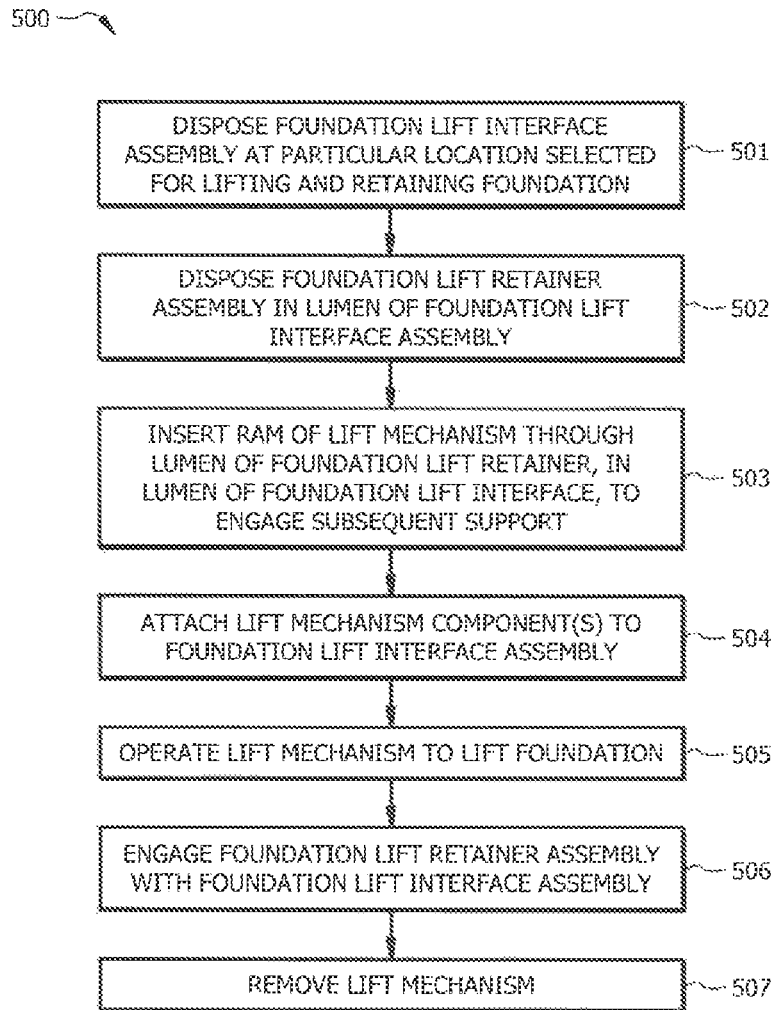 500
DISPOSE FOUNDATION LIFT INTERFACE
ASSEMBLY AT PARTICULAR LOCATION SELECTED
FOR LIFTING AND RETAINING FOUNDATION
501
DISPOSE FOUNDATION LIFT RETAINER
ASSEMBLY IN LUMEN OF FOUNDATION LIFT
INTERFACE ASSEMBLY
502
INSERT RAM OF LIFT MECHANISM THROUGH
LUMEN OF FOUNDATION LIFT RETAINER, IN
LUMEN OF FOUNDATION LIFT INTERFACE, TO
ENGAGE SUBSEQUENT SUPPORT
503
ATTACH LIFT MECHANISM COMPONENT(S) TO
FOUNDATION LIFT INTERFACE ASSEMBLY
504
OPERATE LIFT MECHANISM TO LIFT FOUNDATION
505
ENGAGE FOUNDATION LIFT RETAINER ASSEMBLY
WITH FOUNDATION LIFT INTERFACE ASSEMBLY
506
REMOVE LIFT MECHANISM
507